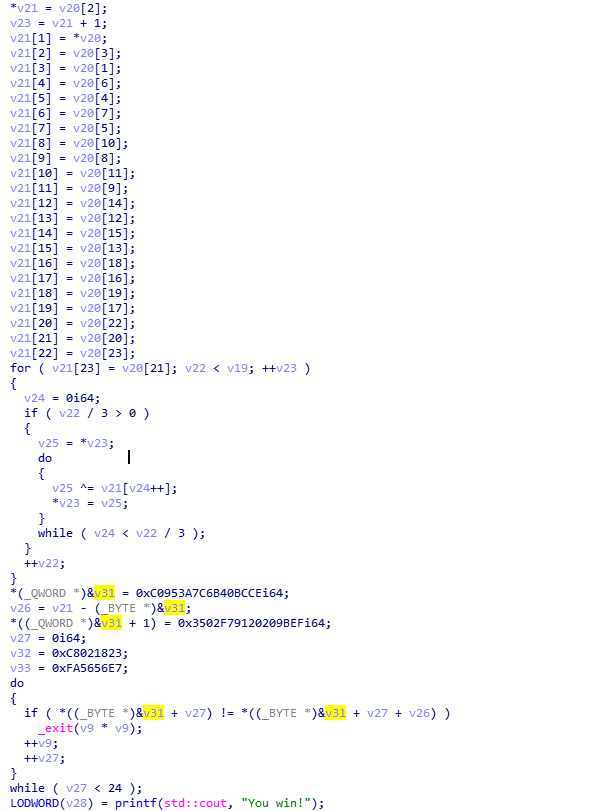 *v21 = v20[2];
v23 = v21 + 1;
v21[1] = *v20;
v21[2] = v20[3];
v21[3] = v20[1];
v21[4] = v20[6];
v21[5] = v20[4];
v21[6] = v20[7];
v21[7] = v20[5];
v21[8] = v20[10];
v21[9] = v20[8];
v21[10] = v20[11];
v21[11] = v20[9];
v21[12] = v20[14];
v21[13] = v20[12];
v21[14] = v20[15];
v21[15] = v20[13];
v21[16] = v20[18];
v21[17] = v20[16];
v21[18] = v20[19];
v21[19] = v20[17];
v21[20] = v20[22];
v21[21] = v20[20];
v21[22] = v20[23];
for ( v21[23] = v20[21]; v22 < v19; ++v23 )
{
  v24 = 0i64;
  if ( v22 / 3 > 0 )
  {
    v25 = *v23;
    do
    {
      v25 ^= v21[v24++];
      *v23 = v25;
    }
    while ( v24 < v22 / 3 );
  }
  ++v22;
}
*(_QWORD *)&v31 = 0xC0953A7C6B40BCCEi64;
v26 = v21 - (_BYTE *)&v31;
*((_QWORD *)&v31 + 1) = 0x3502F79120209BEFi64;
v27 = 0i64;
v32 = 0xC8021823;
v33 = 0xFA5656E7;
do
{
  if ( *((_BYTE *)&v31 + v27) != *((_BYTE *)&v31 + v27 + v26) )
    _exit(v9 * v9);
  ++v9;
  ++v27;
}
while ( v27 < 24 );
LODWORD(v28) = printf(std::cout, "You win!");